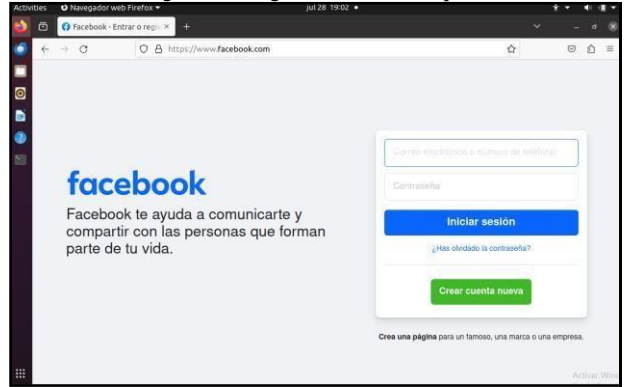 Activities Navegador web Firefox jul 28 19:02
Facebook - Entrar o regis
https://www.facebook.com
Correo electrónico o número de teléfono
Contraseña
facebook
Facebook te ayuda a comunicarte y
compartir con las personas que forman
parte de tu vida.
Iniciar sesión
¿Has olvidado la contraseña?
Crear cuenta nueva
Crea una página para un famoso, una marca o una empresa.
Activar Wind